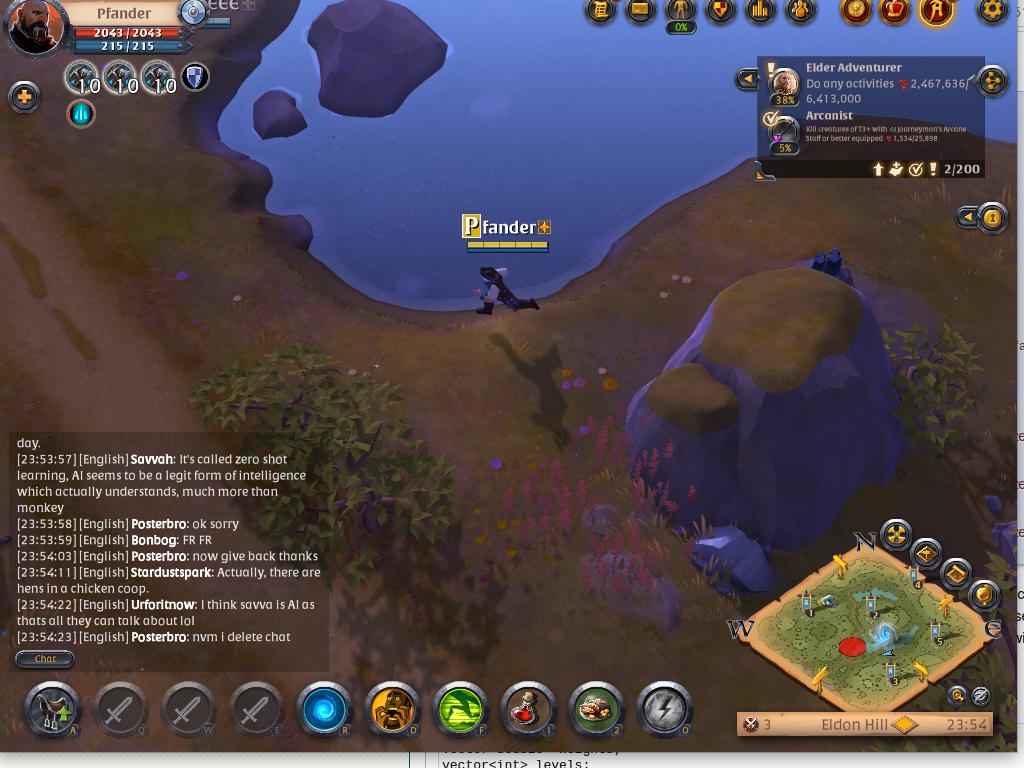 Pfander
2043/2043
215/215
10 10 10
0%
Elder Adventurer
Do any activities 2,467,636/
6,413,000
38%
Arcanist
Kill creatures of T3+ with Journeyman's Arcane
Staff or better equipped 1,534/25,898
5%
2/200
Pfander
day.
[23:53:57] [English] Savvah: It's called zero shot
learning, AI seems to be a legit form of intelligence
which actually understands, much more than
monkey
[23:53:58] [English] Posterbro: ok sorry
[23:53:59] [English] Bonbog: FR FR
[23:54:03] [English] Posterbro: now give back thanks
[23:54:11] [English] Stardustspark: Actually, there are
hens in a chicken coop.
[23:54:22] [English] Urforitnow: I think savva is AI as
thats all they can talk about lol
[23:54:23] [English] Posterbro: nvm i delete chat
Chat
N
W
E
1
2
3
4
5
A Q W E R D F 1 2 O
3 Eldon Hill 23:54
vector<int> levels;